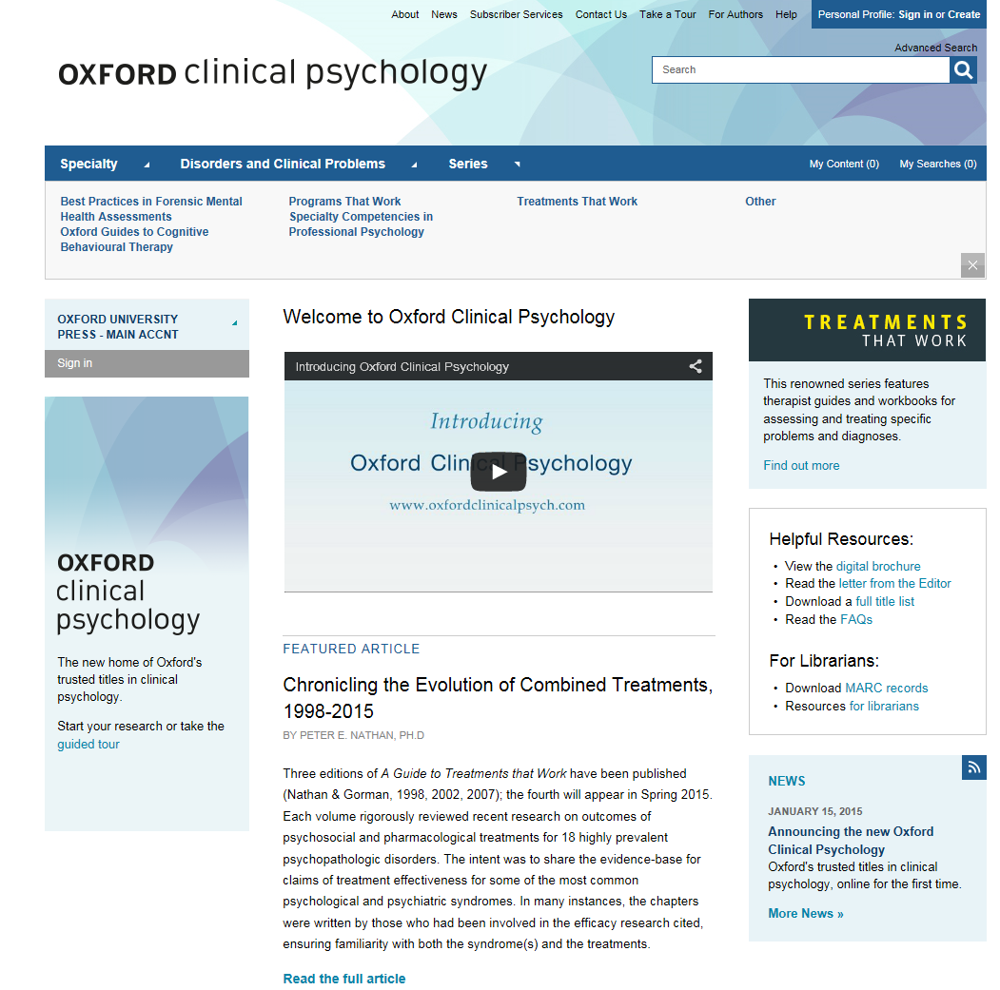 About News Subscriber Services Contact Us Take a Tour For Authors Help Personal Profile: Sign in or Create
Advanced Search
OXFORD clinical psychology
Search
Specialty Disorders and Clinical Problems Series My Content (0) My Searches (0)
Best Practices in Forensic Mental
Health Assessments
Oxford Guides to Cognitive
Behavioural Therapy
Programs That Work
Specialty Competencies in
Professional Psychology
Treatments That Work
Other
OXFORD UNIVERSITY
PRESS - MAIN ACCNT
Sign in
OXFORD
clinical
psychology
The new home of Oxford's
trusted titles in clinical
psychology.
Start your research or take the
guided tour
Welcome to Oxford Clinical Psychology
Introducing Oxford Clinical Psychology
Introducing
Oxford Clinical Psychology
www.oxfordclinicalpsych.com
FEATURED ARTICLE
Chronicling the Evolution of Combined Treatments,
1998-2015
BY PETER E. NATHAN, PH.D
Three editions of A Guide to Treatments that Work have been published
(Nathan & Gorman, 1998, 2002, 2007); the fourth will appear in Spring 2015.
Each volume rigorously reviewed recent research on outcomes of
psychosocial and pharmacological treatments for 18 highly prevalent
psychopathologic disorders. The intent was to share the evidence-base for
claims of treatment effectiveness for some of the most common
psychological and psychiatric syndromes. In many instances, the chapters
were written by those who had been involved in the efficacy research cited,
ensuring familiarity with both the syndrome(s) and the treatments.
Read the full article
TREATMENTS
THAT WORK
This renowned series features
therapist guides and workbooks for
assessing and treating specific
problems and diagnoses.
Find out more
Helpful Resources:
• View the digital brochure
• Read the letter from the Editor
• Download a full title list
• Read the FAQs
For Librarians:
• Download MARC records
• Resources for librarians
NEWS
JANUARY 15, 2015
Announcing the new Oxford
Clinical Psychology
Oxford's trusted titles in clinical
psychology, online for the first time.
More News »